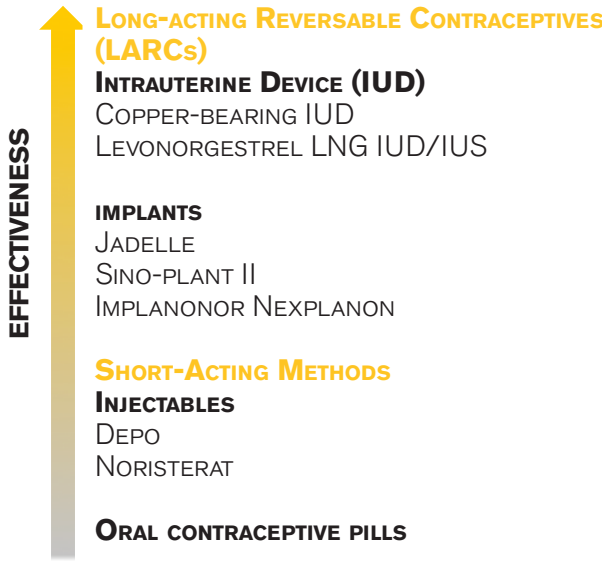 EFFECTIVENESS
Long-acting Reversable Contraceptives
(LARCs)
Intrauterine Device (IUD)
Copper-bearing IUD
Levonorgestrel LNG IUD/IUS
implants
Jadelle
Sino-plant II
Implanonor Nexplanon
Short-Acting Methods
Injectables
Depo
Noristerat
Oral contraceptive pills